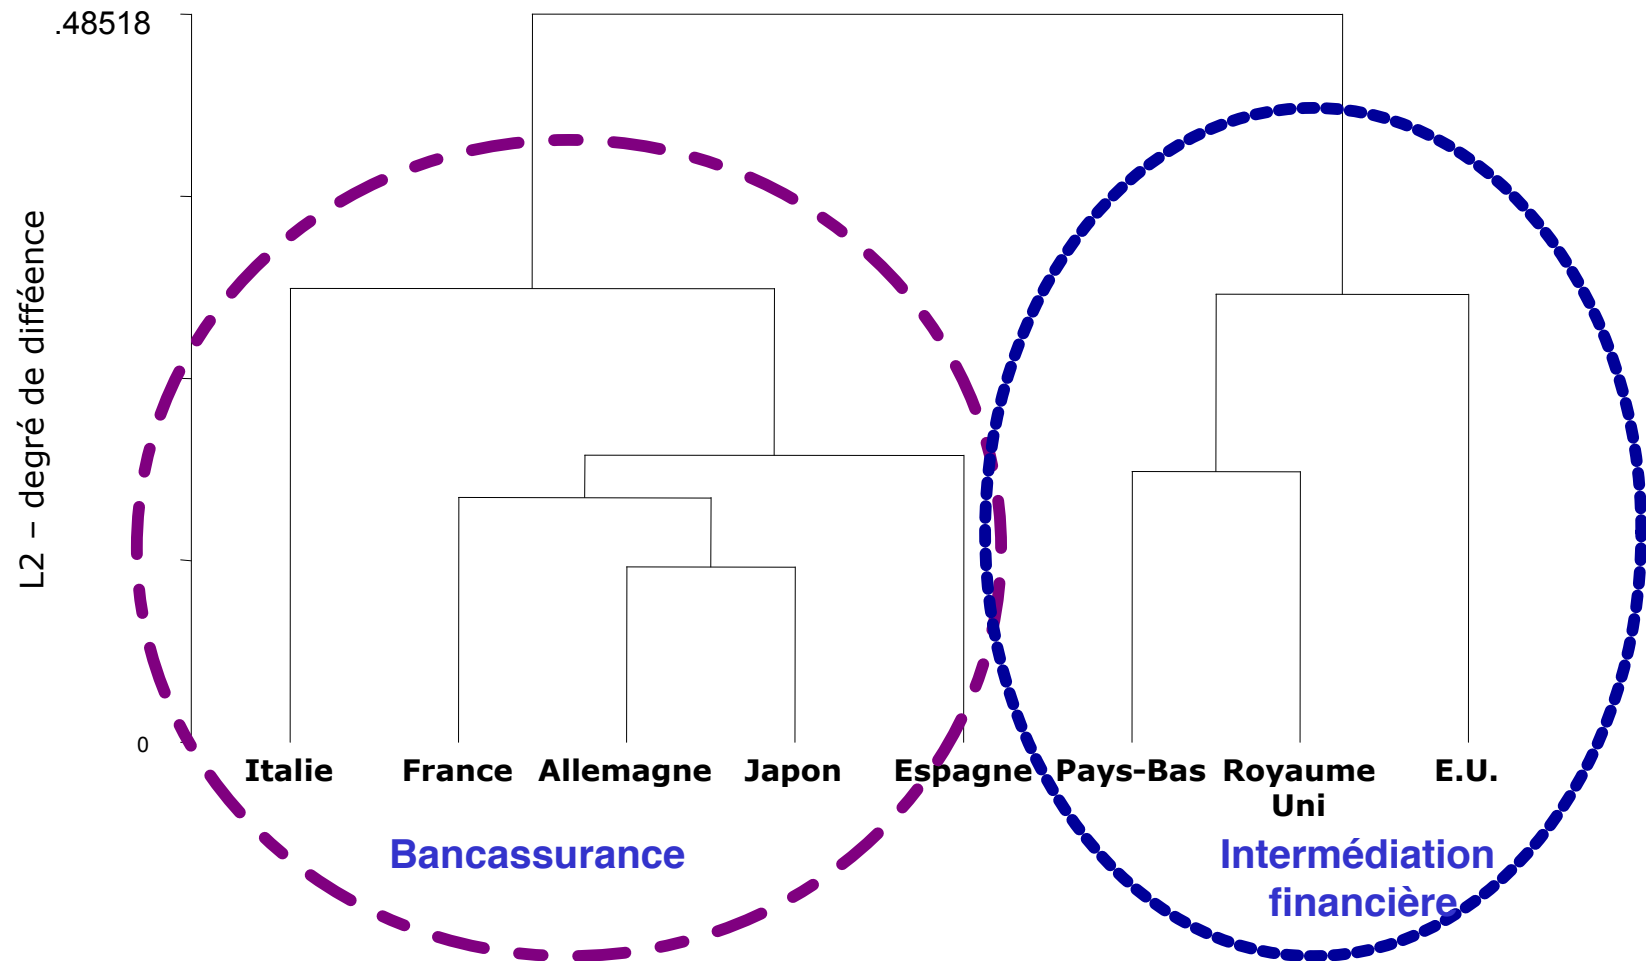 .48518
L2 – degré de difféence
0
Italie
France
Allemagne
Japon
Espagne
Pays-Bas
Royaume
Uni
E.U.
Bancassurance
Intermédiation
financière